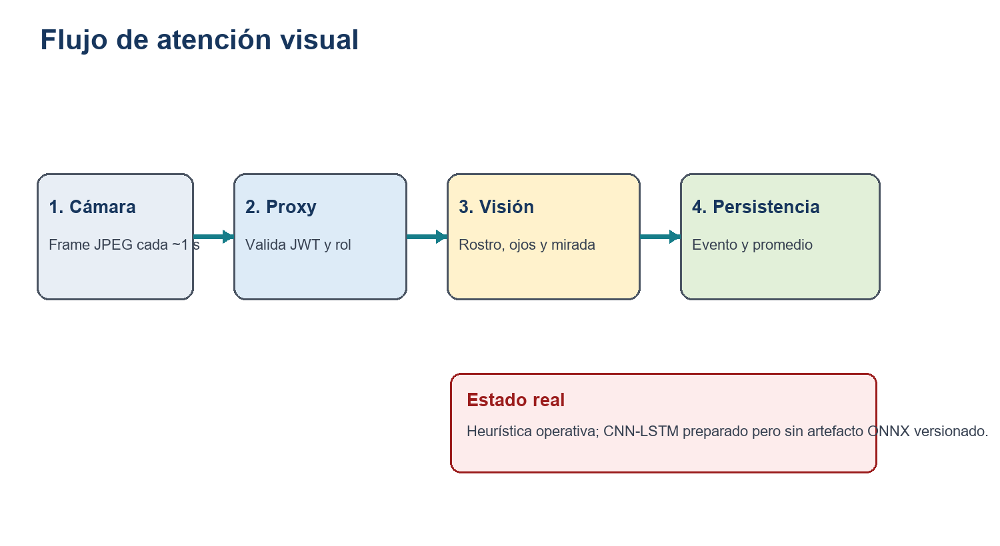 Flujo de atención visual
1. Cámara
Frame JPEG cada ~1 s
2. Proxy
Valida JWT y rol
3. Visión
Rostro, ojos y mirada
4. Persistencia
Evento y promedio
Estado real
Heurística operativa; CNN-LSTM preparado pero sin artefacto ONNX versionado.